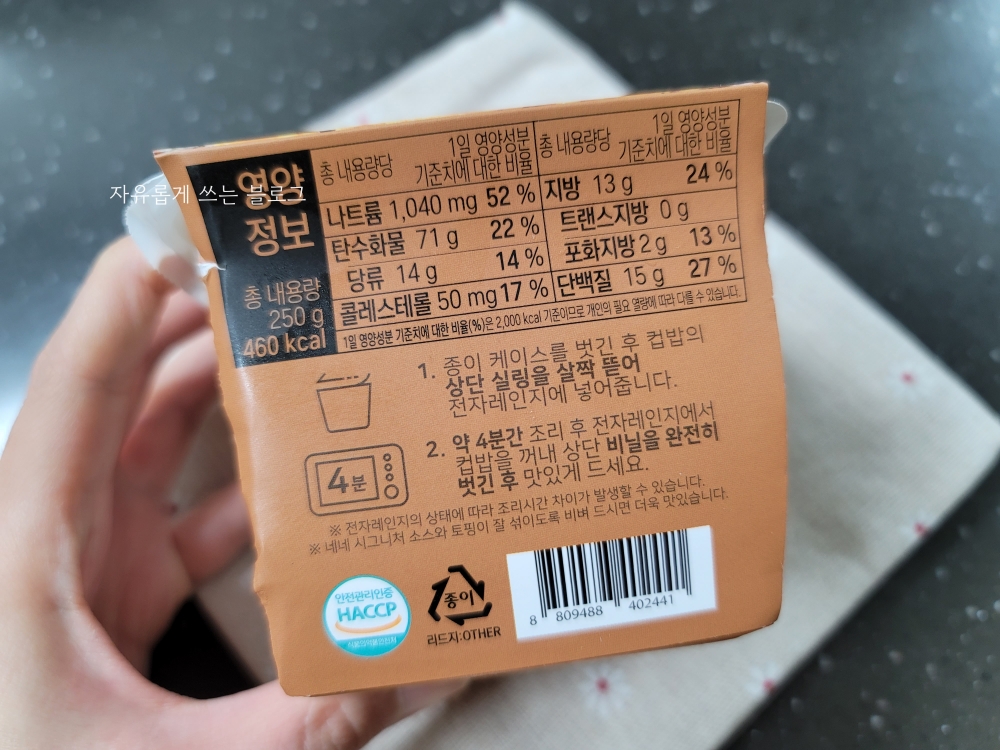 자유롭게 쓰는 블로그
영양
정보
총 내용량
250 g
460 kcal
총 내용량당 1일 영양성분 기준치에 대한 비율 총 내용량당 1일 영양성분 기준치에 대한 비율
나트륨 1,040 mg 52 % 지방 13 g 24 %
탄수화물 71 g 22 % 트랜스지방 0 g
당류 14 g 14 % 포화지방 2 g 13 %
콜레스테롤 50 mg 17 % 단백질 15 g 27 %
1일 영양성분 기준치에 대한 비율(%)은 2,000 kcal 기준이므로 개인의 필요 열량에 따라 다를 수 있습니다.
1. 종이 케이스를 벗긴 후 컵밥의
상단 실링을 살짝 뜯어
전자레인지에 넣어줍니다.
4분
2. 약 4분간 조리 후 전자레인지에서
컵밥을 꺼내 상단 비닐을 완전히
벗긴 후 맛있게 드세요.
※ 전자레인지의 상태에 따라 조리시간 차이가 발생할 수 있습니다.
※ 네네 시그니처 소스와 토핑이 잘 섞이도록 비벼 드시면 더욱 맛있습니다.
안전관리인증
HACCP
식품의약품안전처
종이
리드지:OTHER
8 809488 402441